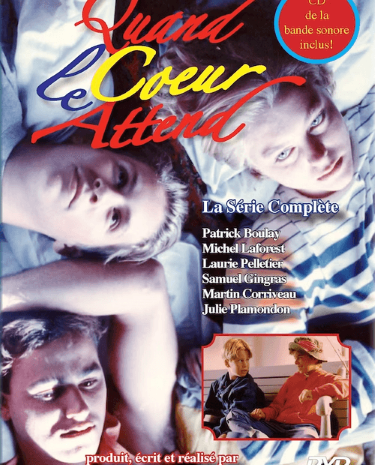 CD
de la
bande sonore
inclus!
Quand
le Coeur
Attend
La Série Complète
Patrick Boulay
Michel Laforest
Laurie Pelletier
Samuel Gingras
Martin Corriveau
Julie Plamondon
DVD
produit, écrit et réalisé par